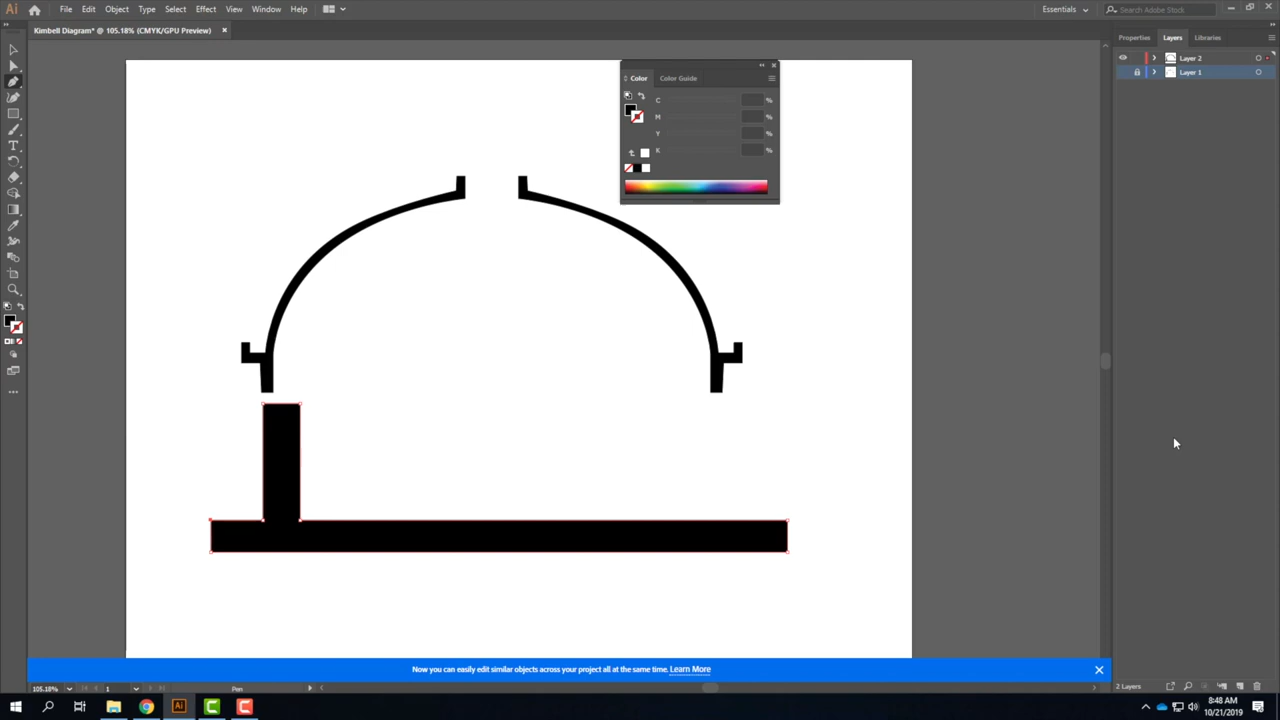 Ai File Edit Object Type Select Effect View Window Help Essentials Search Adobe Stock
Kimbell Diagram* @ 105.18% (CMYK/GPU Preview) ×
Properties Layers Libraries
Layer 2
Layer 1
Color Color Guide
C %
M %
Y %
K %
T
Now you can easily edit similar objects across your project all at the same time. Learn More
105.18% 1 Pen
2 Layers
Ai C C
8:48 AM
10/21/2019